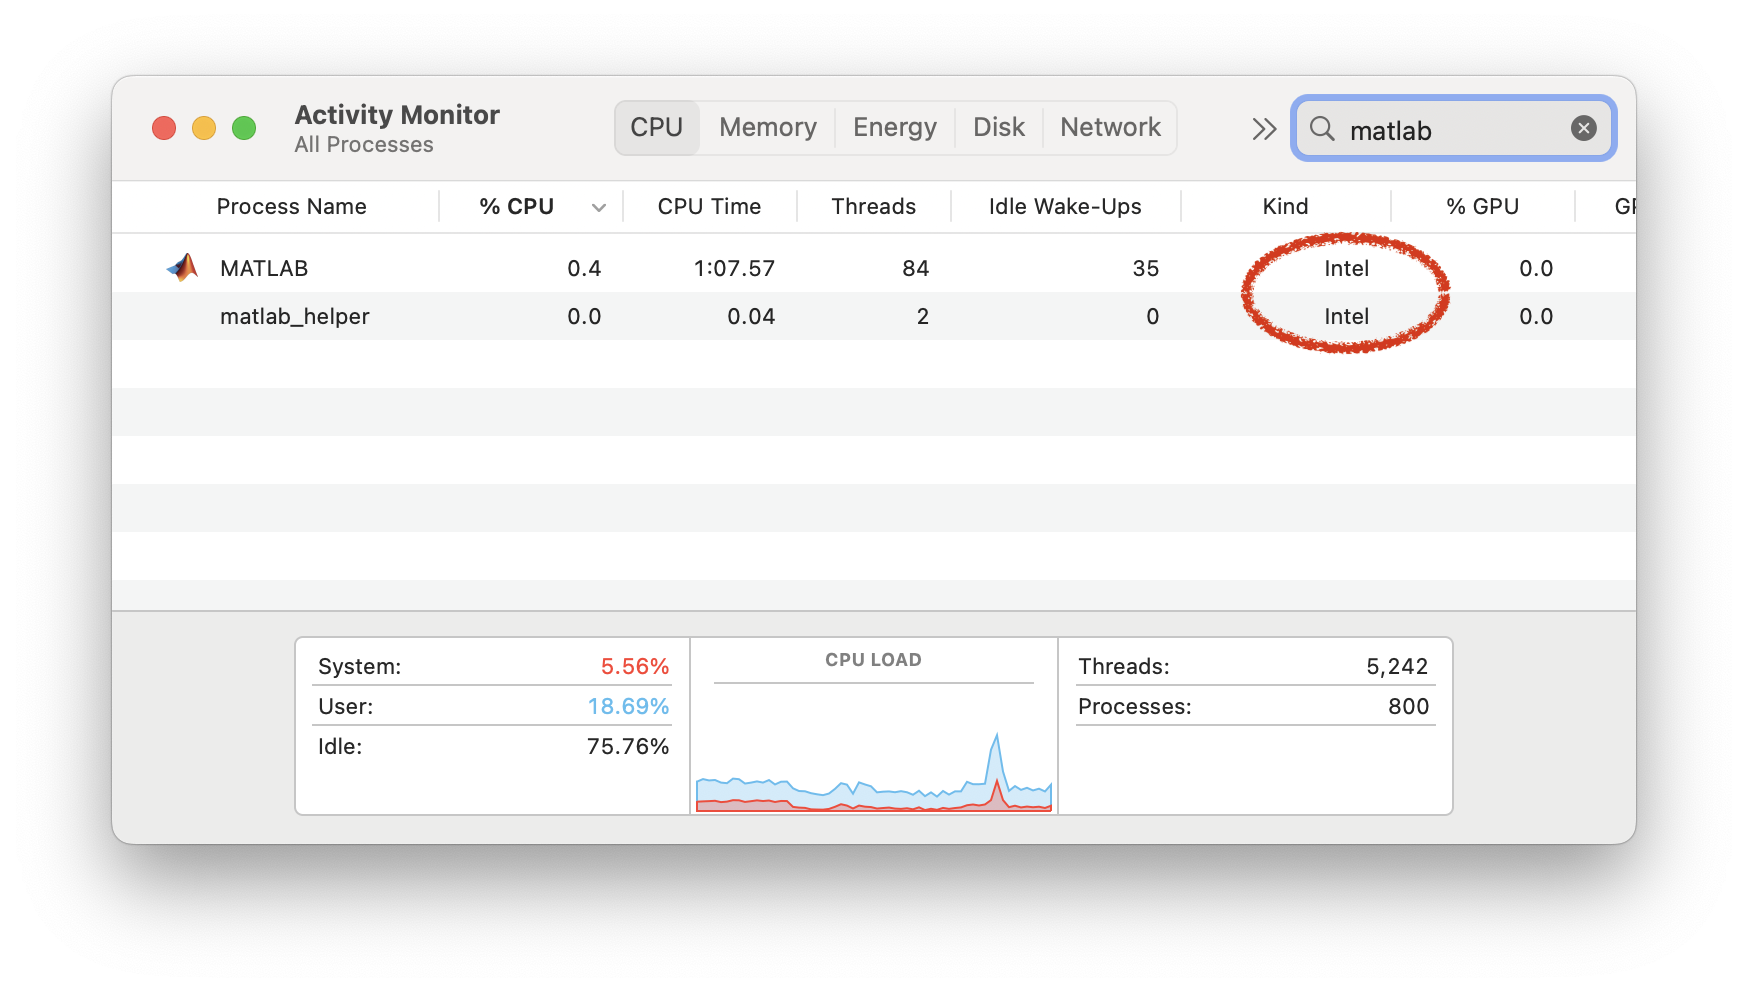 Activity Monitor
All Processes
CPU Memory Energy Disk Network
matlab
Process Name % CPU CPU Time Threads Idle Wake-Ups Kind % GPU
MATLAB 0.4 1:07.57 84 35 Intel 0.0
matlab_helper 0.0 0.04 2 0 Intel 0.0
System: 5.56%
User: 18.69%
Idle: 75.76%
CPU LOAD
Threads: 5,242
Processes: 800